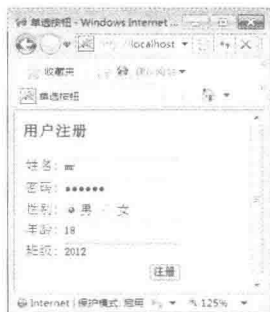 单选按钮 - Windows Internet ...
localhost
收藏夹
单选按钮
用户注册
姓名: mr
密码: ●●●●●●
性别: 男 女
年龄: 18
班级: 2012
注册
Internet | 保护模式: 启用
125%